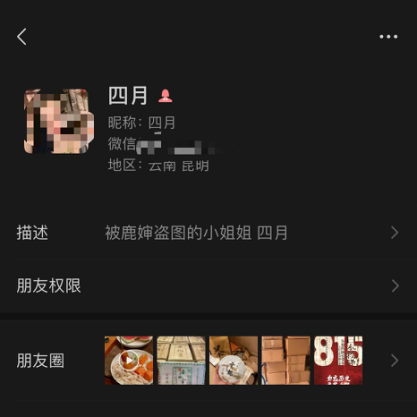 四月
昵称：四月
微信
地区：云南 昆明
描述
被鹿婶盗图的小姐姐 四月
朋友权限
朋友圈
815